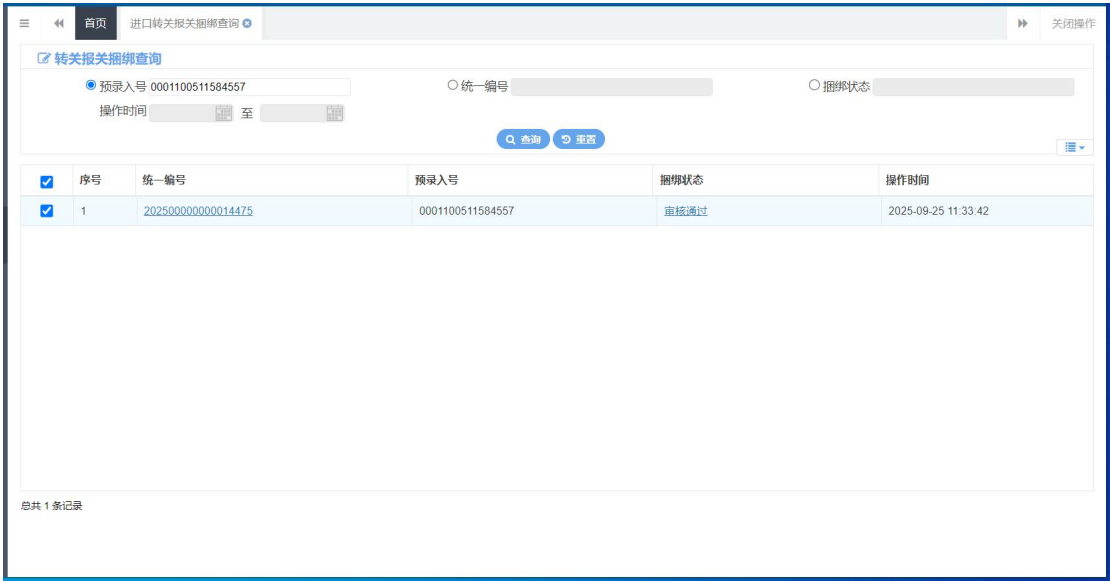 首页 进口转关报关捆绑查询 关闭操作
转关报关捆绑查询
预录入号 0001100511584557 统一编号 捆绑状态
操作时间 至
查询 重置
序号 统一编号 预录入号 捆绑状态 操作时间
1 202500000000014475 0001100511584557 审核通过 2025-09-25 11:33:42
总共 1 条记录